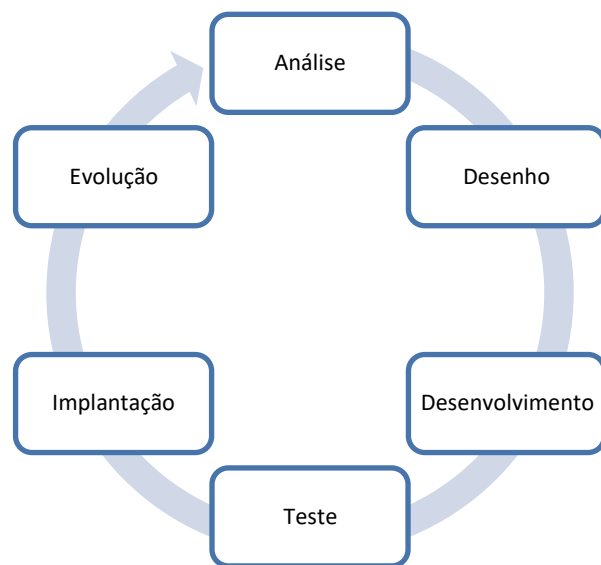 Análise
Desenho
Desenvolvimento
Teste
Implantação
Evolução